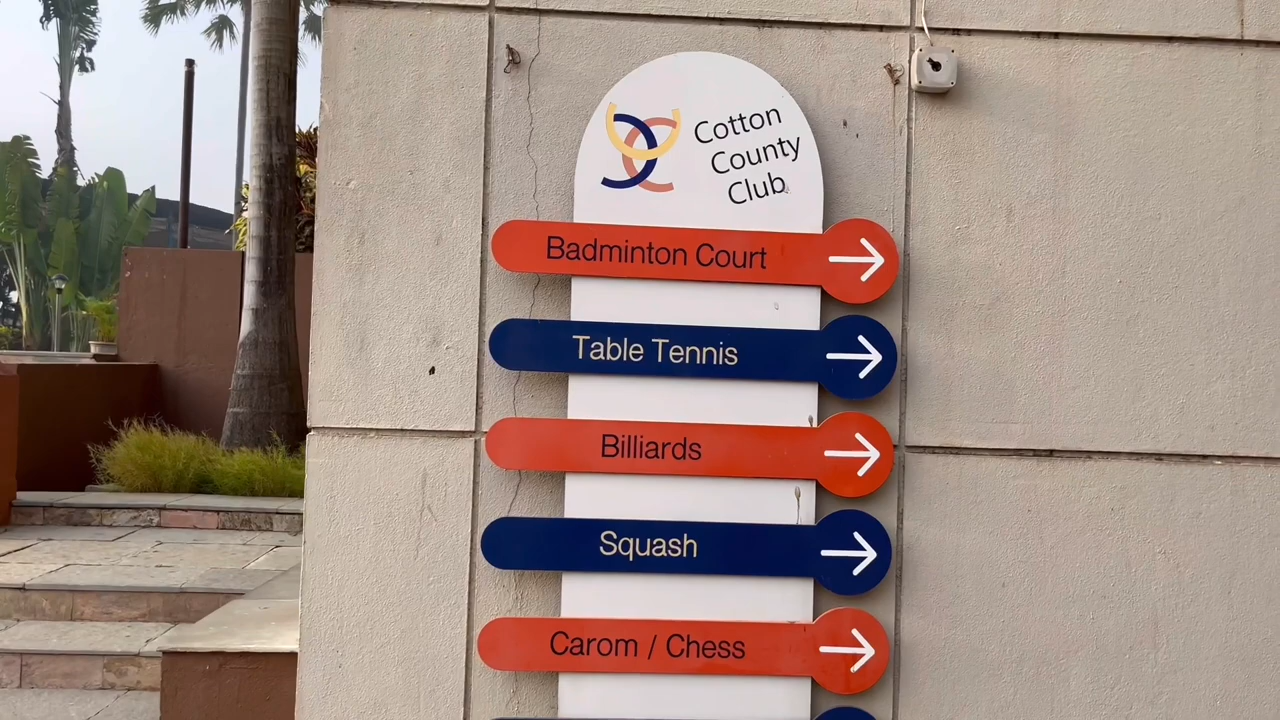 Cotton
County
Club
Badminton Court
Table Tennis
Billiards
Squash
Carom / Chess